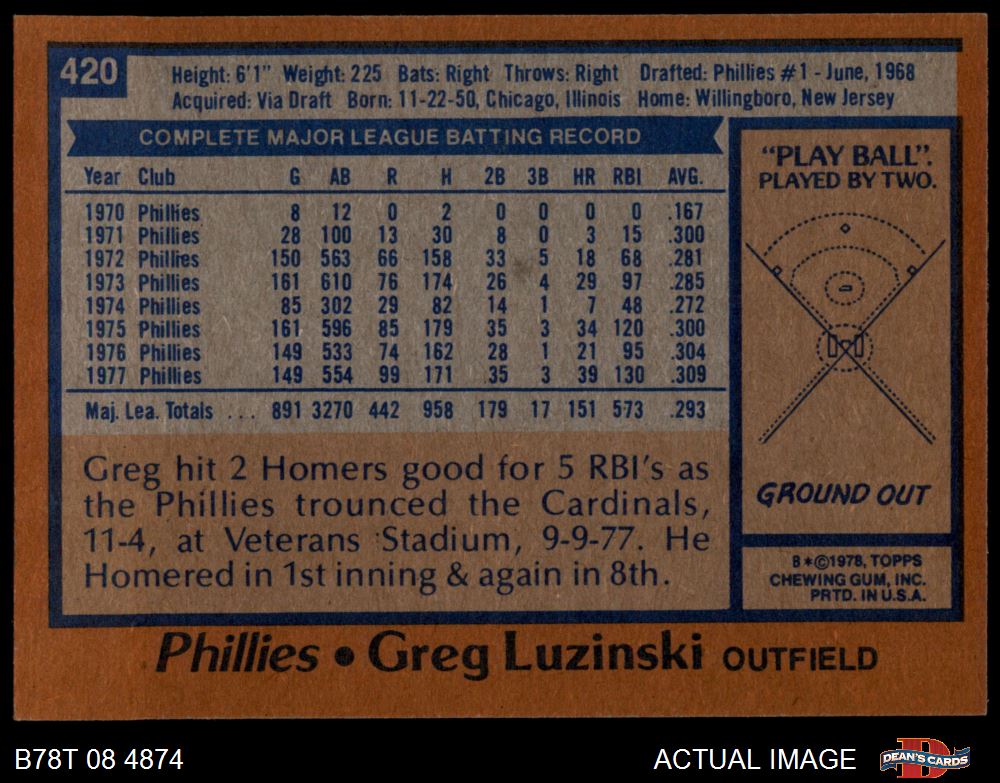 420
Height: 6'1" Weight: 225 Bats: Right Throws: Right Drafted: Phillies #1 - June, 1968
Acquired: Via Draft Born: 11-22-50, Chicago, Illinois Home: Willingboro, New Jersey
COMPLETE MAJOR LEAGUE BATTING RECORD
Year Club G AB R H 2B 3B HR RBI AVG.
1970 Phillies 8 12 0 2 0 0 0 0 .167
1971 Phillies 28 100 13 30 8 0 3 15 .300
1972 Phillies 150 563 66 158 33 5 18 68 .281
1973 Phillies 161 610 76 174 26 4 29 97 .285
1974 Phillies 85 302 29 82 14 1 7 48 .272
1975 Phillies 161 596 85 179 35 3 34 120 .300
1976 Phillies 149 533 74 162 28 1 21 95 .304
1977 Phillies 149 554 99 171 35 3 39 130 .309
Maj. Lea. Totals ... 891 3270 442 958 179 17 151 573 .293
Greg hit 2 Homers good for 5 RBI's as
the Phillies trounced the Cardinals,
11-4, at Veterans Stadium, 9-9-77. He
Homered in 1st inning & again in 8th.
"PLAY BALL".
PLAYED BY TWO.
GROUND OUT
B*©1978, TOPPS
CHEWING GUM, INC.
PRTD. IN U.S.A.
Phillies • Greg Luzinski OUTFIELD
B78T 08 4874
ACTUAL IMAGE
D
DEAN'S CARDS